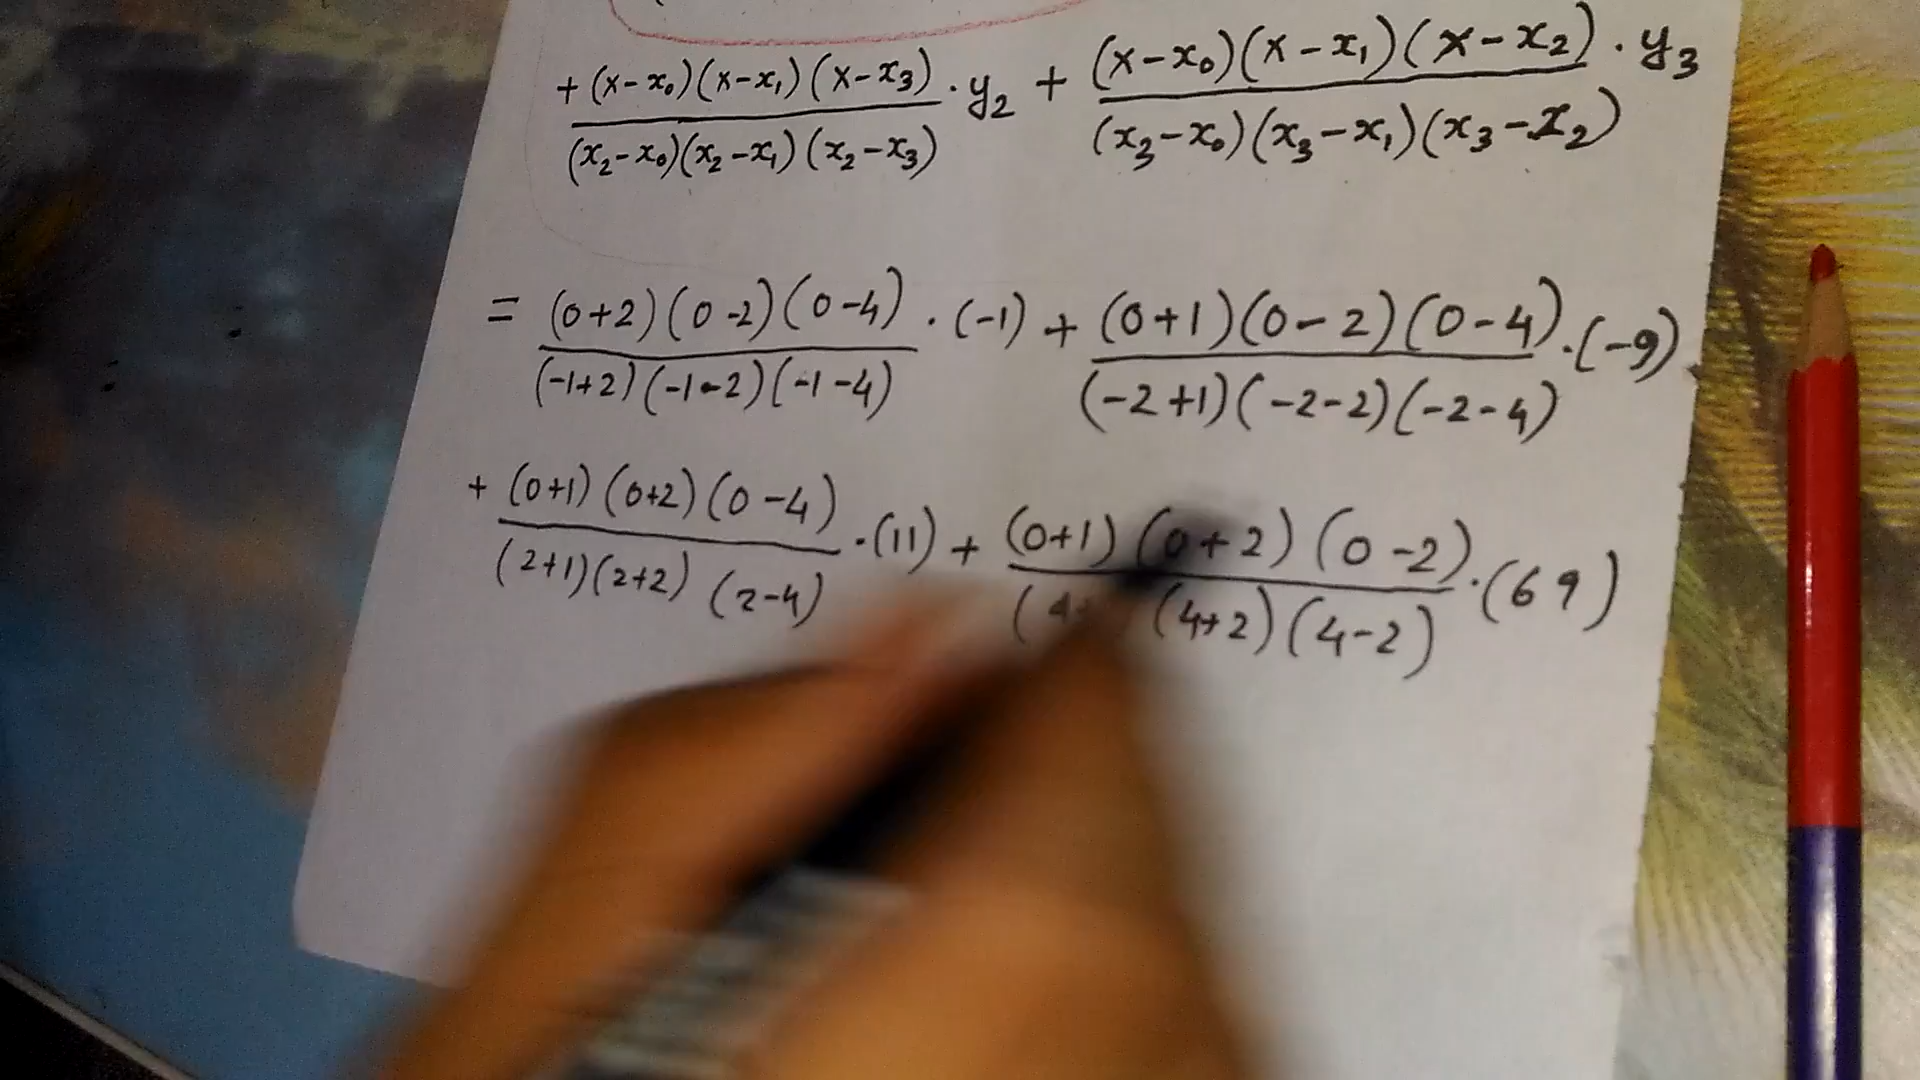 + (x-x₀)(x-x₁)(x-x₃) / (x₂-x₀)(x₂-x₁)(x₂-x₃) · y₂ + (x-x₀)(x-x₁)(x-x₂) / (x₃-x₀)(x₃-x₁)(x₃-x₂) · y₃
= (0+2)(0-2)(0-4) / (-1+2)(-1-2)(-1-4) · (-1) + (0+1)(0-2)(0-4) / (-2+1)(-2-2)(-2-4) · (-9)
+ (0+1)(0+2)(0-4) / (2+1)(2+2)(2-4) · (11) + (0+1)(0+2)(0-2) / (4+ (4+2)(4-2) · (69)